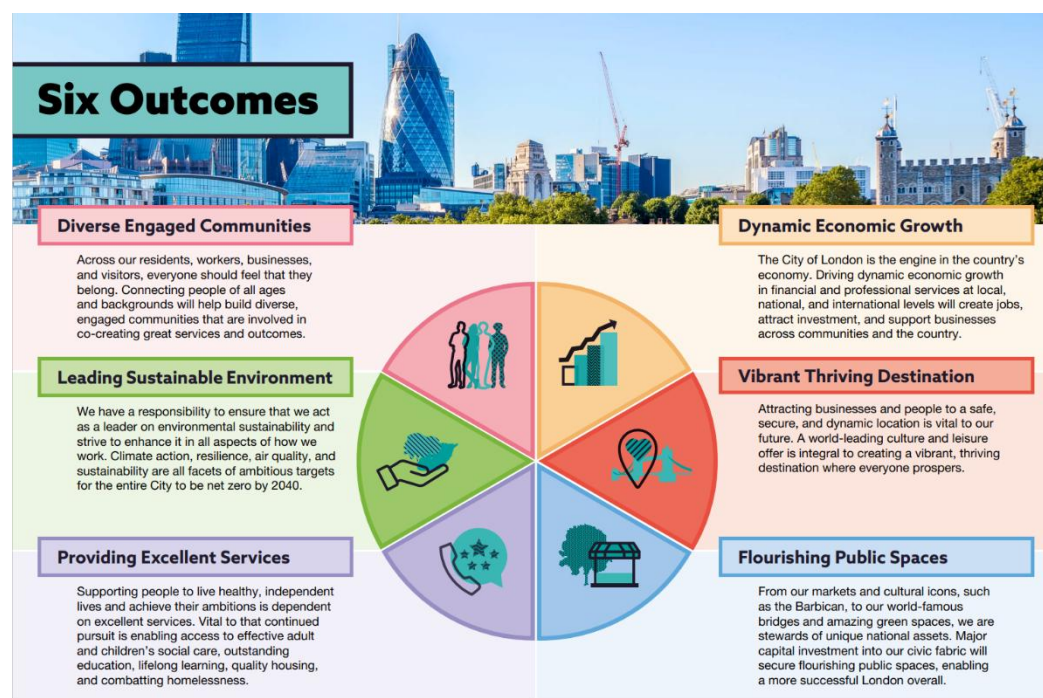 Six Outcomes
Diverse Engaged Communities
Across our residents, workers, businesses,
and visitors, everyone should feel that they
belong. Connecting people of all ages
and backgrounds will help build diverse,
engaged communities that are involved in
co-creating great services and outcomes.
Leading Sustainable Environment
We have a responsibility to ensure that we act
as a leader on environmental sustainability and
strive to enhance it in all aspects of how we
work. Climate action, resilience, air quality, and
sustainability are all facets of ambitious targets
for the entire City to be net zero by 2040.
Providing Excellent Services
Supporting people to live healthy, independent
lives and achieve their ambitions is dependent
on excellent services. Vital to that continued
pursuit is enabling access to effective adult
and children's social care, outstanding
education, lifelong learning, quality housing,
and combatting homelessness.
Dynamic Economic Growth
The City of London is the engine in the country's
economy. Driving dynamic economic growth
in financial and professional services at local,
national, and international levels will create jobs,
attract investment, and support businesses
across communities and the country.
Vibrant Thriving Destination
Attracting businesses and people to a safe,
secure, and dynamic location is vital to our
future. A world-leading culture and leisure
offer is integral to creating a vibrant, thriving
destination where everyone prospers.
Flourishing Public Spaces
From our markets and cultural icons, such
as the Barbican, to our world-famous
bridges and amazing green spaces, we are
stewards of unique national assets. Major
capital investment into our civic fabric will
secure flourishing public spaces, enabling
a more successful London overall.